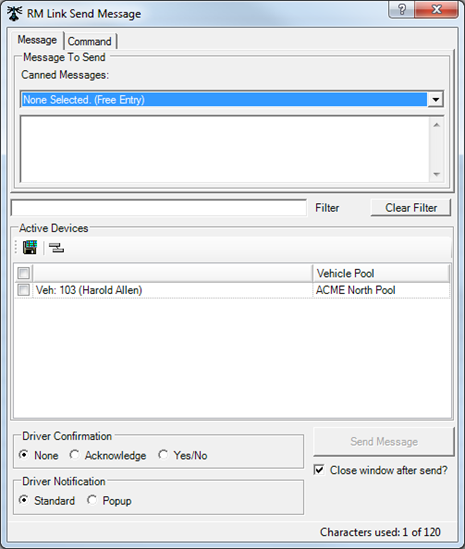 RM Link Send Message
Message Command
Message To Send
Canned Messages:
None Selected. (Free Entry)
Filter Clear Filter
Active Devices
Vehicle Pool
Veh: 103 (Harold Allen) ACME North Pool
Driver Confirmation
None Acknowledge Yes/No
Send Message
Close window after send?
Driver Notification
Standard Popup
Characters used: 1 of 120